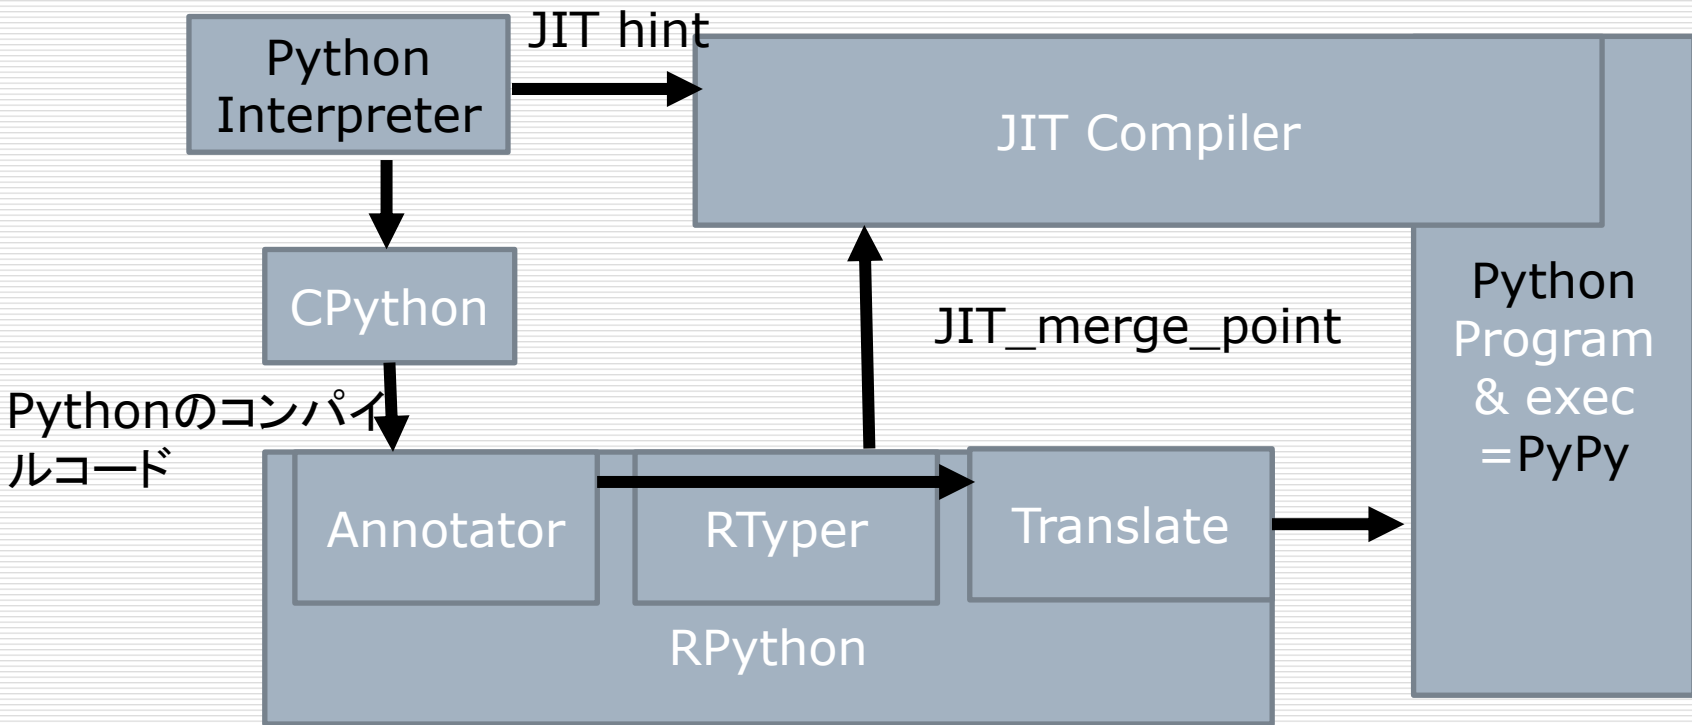 JIT hint
Python
Interpreter
JIT Compiler
CPython
JIT_merge_point
Python
Program
& exec
=PyPy
Pythonのコンパイ
ルコード
Annotator
RTyper
Translate
RPython